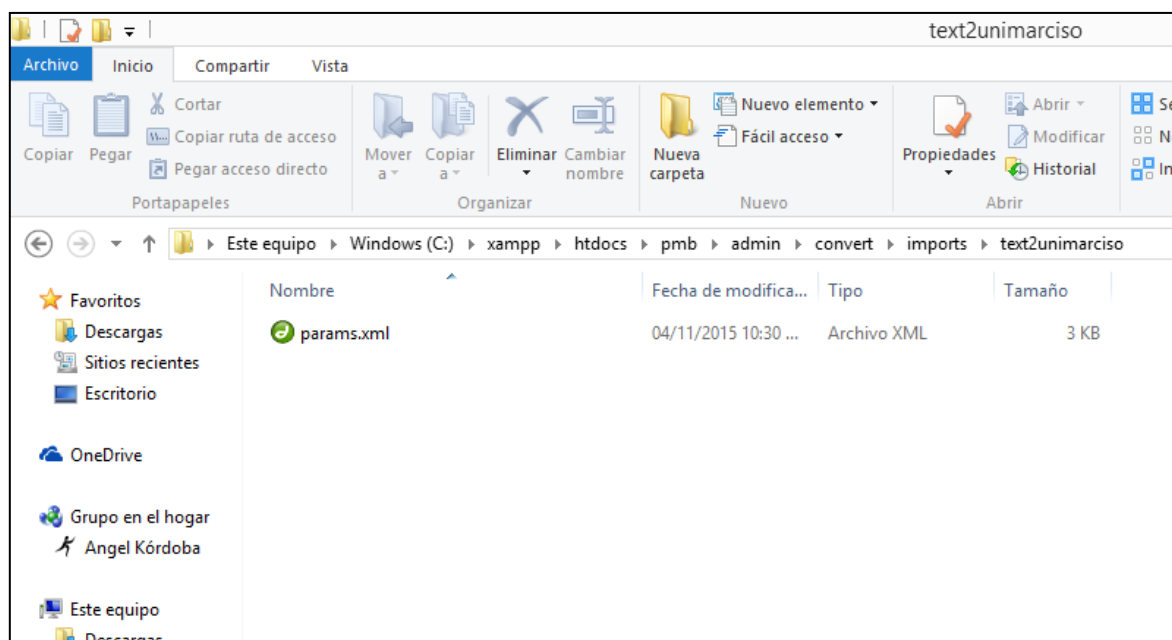 text2unimarciso
Archivo Inicio Compartir Vista
Copiar
Pegar
Cortar
Copiar ruta de acceso
Pegar acceso directo
Portapapeles
Mover a
Copiar a
Eliminar
Cambiar nombre
Organizar
Nueva carpeta
Nuevo elemento
Fácil acceso
Nuevo
Propiedades
Abrir
Modificar
Historial
Abrir
Este equipo Windows (C:) xampp htdocs pmb admin convert imports text2unimarciso
Nombre Fecha de modifica... Tipo Tamaño
params.xml 04/11/2015 10:30 ... Archivo XML 3 KB
Favoritos
Descargas
Sitios recientes
Escritorio
OneDrive
Grupo en el hogar
Angel Kórdoba
Este equipo
Descargas